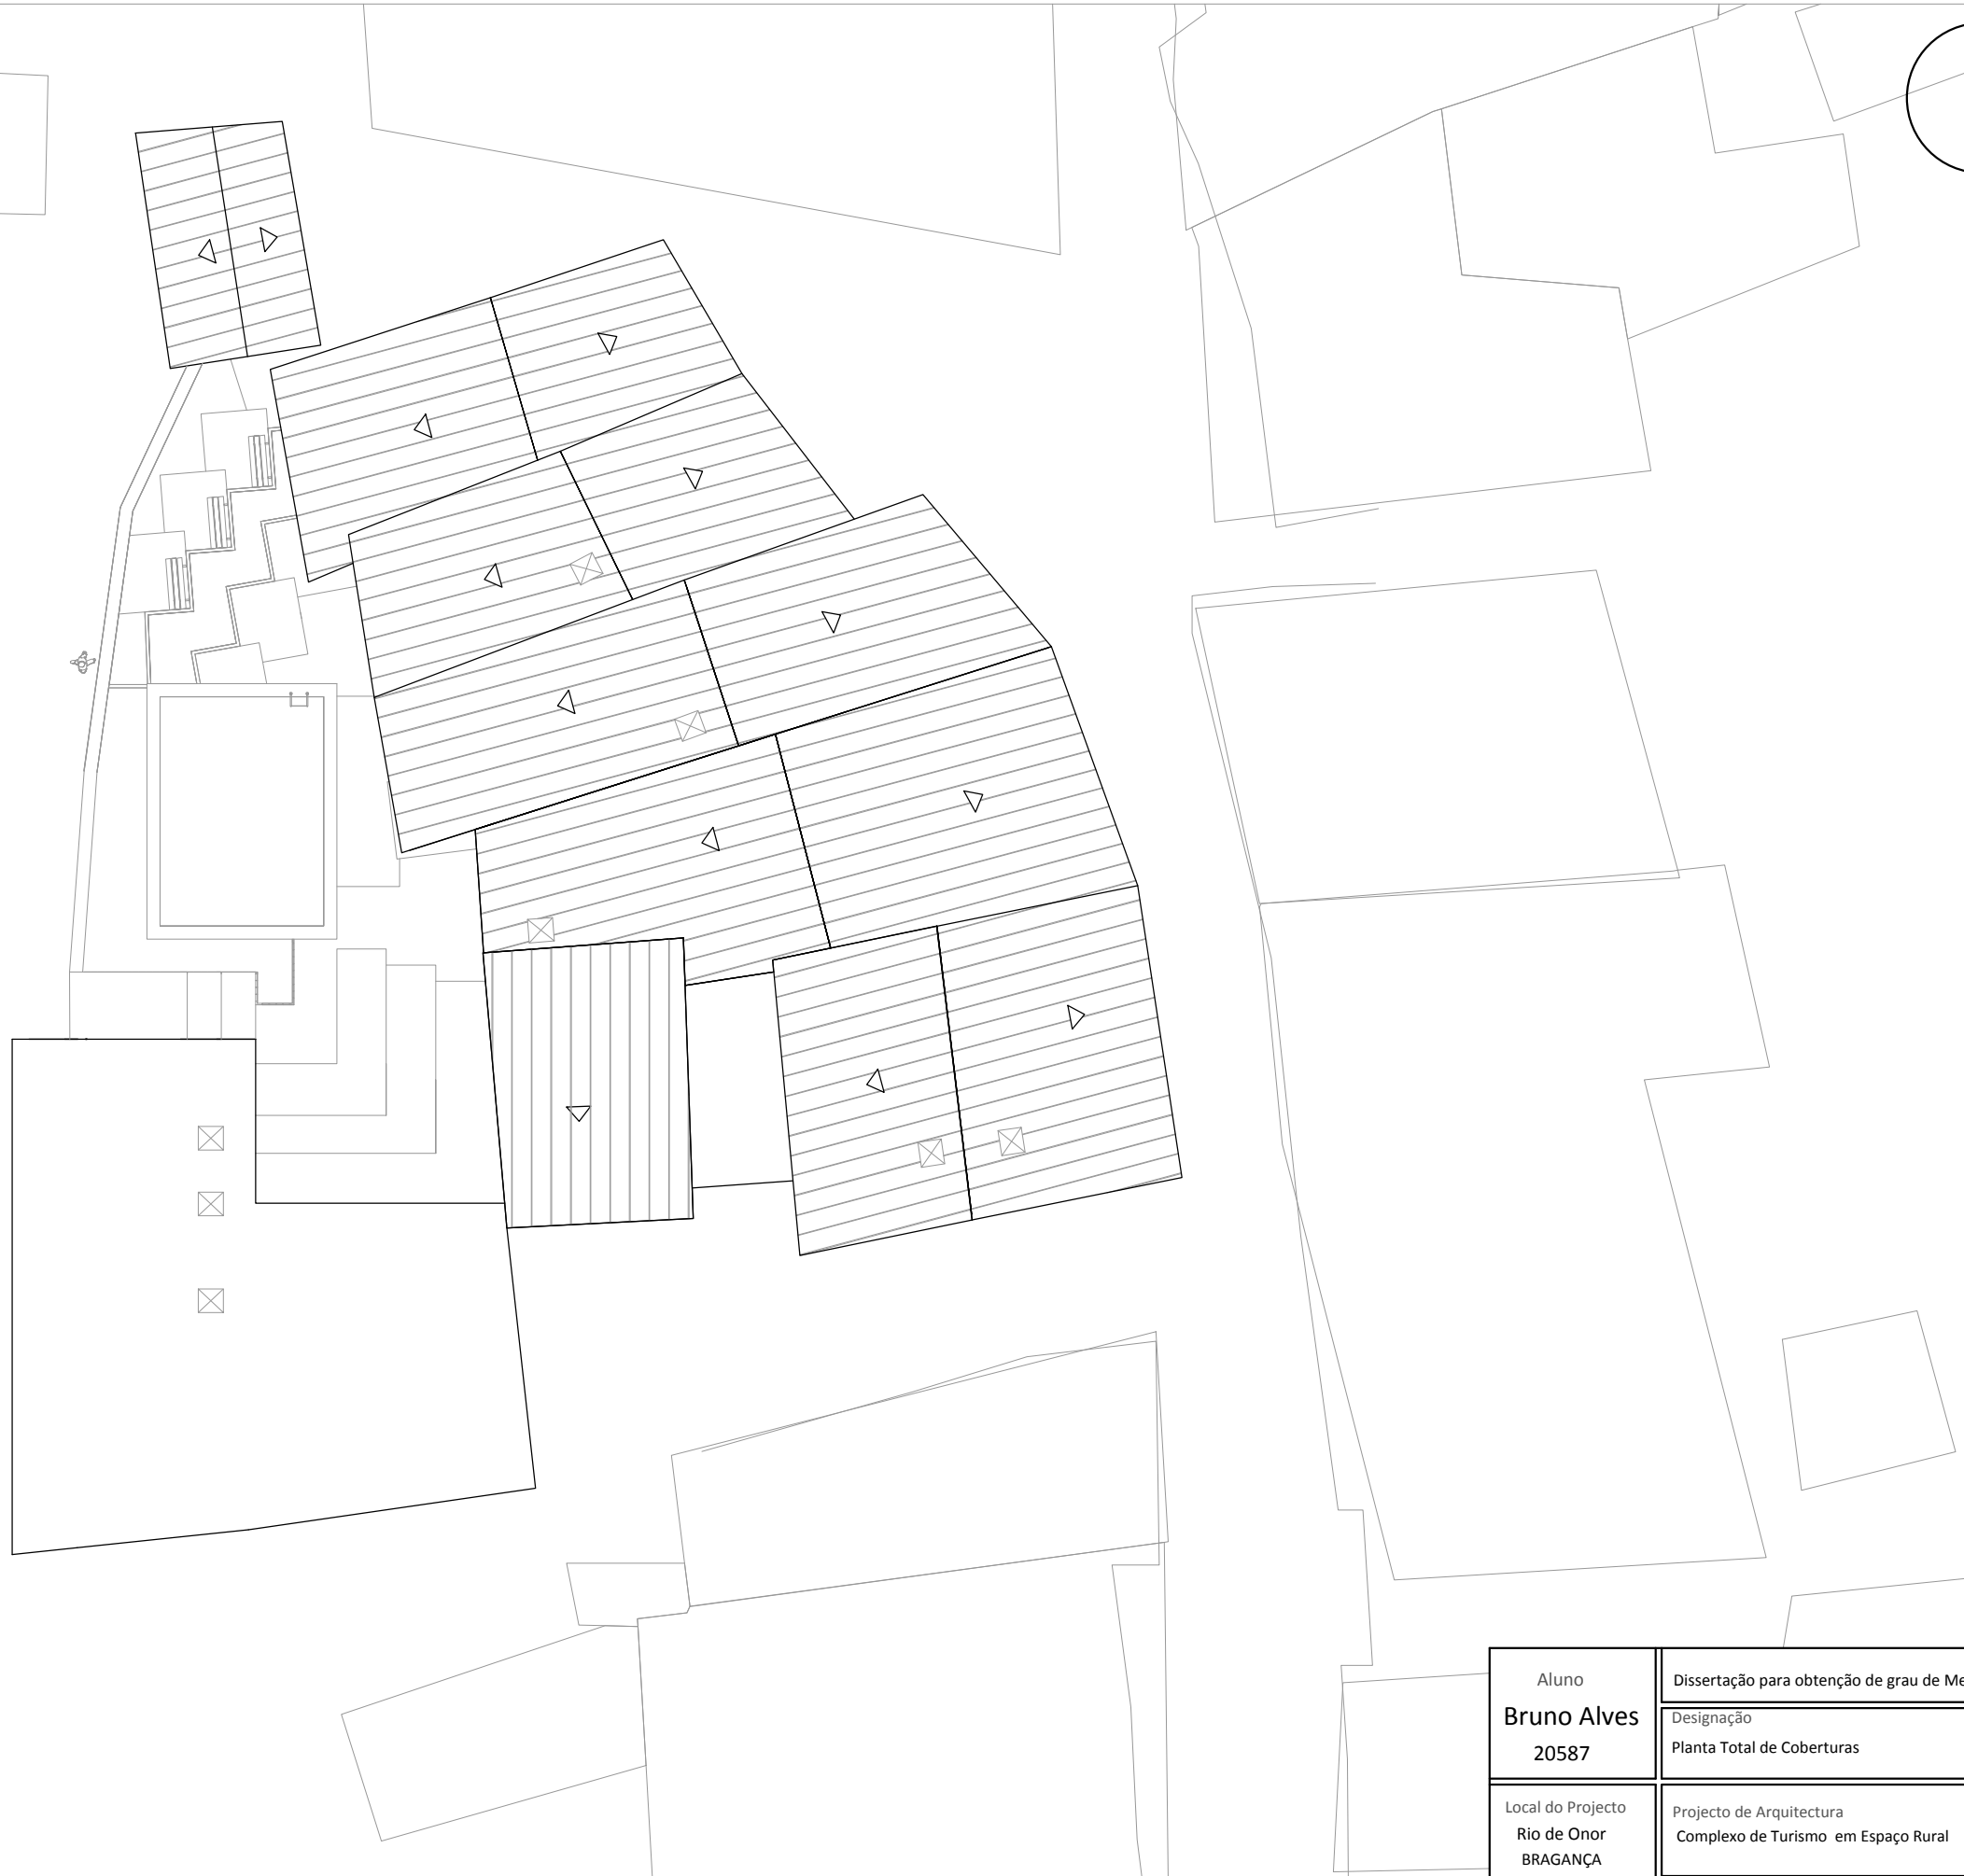 Aluno
Bruno Alves
20587
Dissertação para obtenção de grau de Me
Designação
Planta Total de Coberturas
Local do Projecto
Rio de Onor
BRAGANÇA
Projecto de Arquitectura
Complexo de Turismo em Espaço Rural